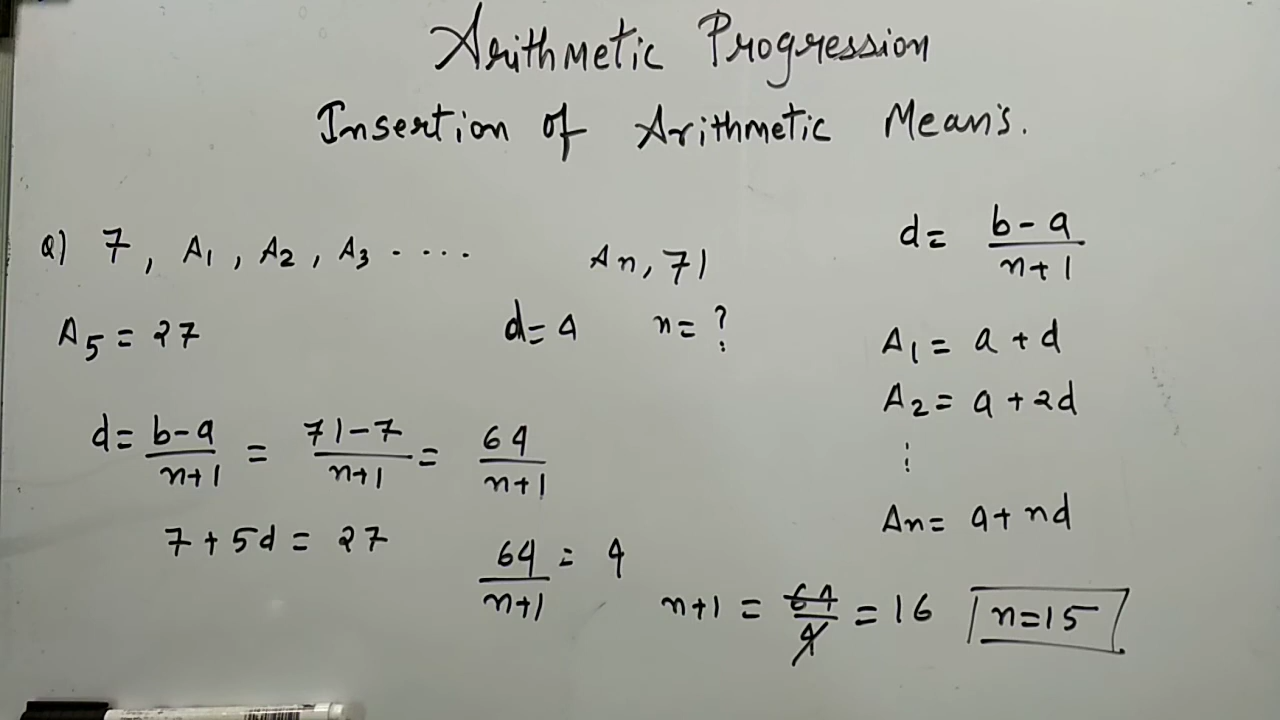 Arithmetic Progression
Insertion of Arithmetic Mean's.
Q) 7, A₁, A₂, A₃ ..... An, 71
A₅ = 27 d = 4 n = ?
d = (b-a)/(n+1) = (71-7)/(n+1) = 64/(n+1)
7 + 5d = 27
64/(n+1) = 4
n+1 = 64/4 = 16 n=15
d = (b-a)/(n+1)
A₁ = a + d
A₂ = a + 2d
⋮
An = a + nd